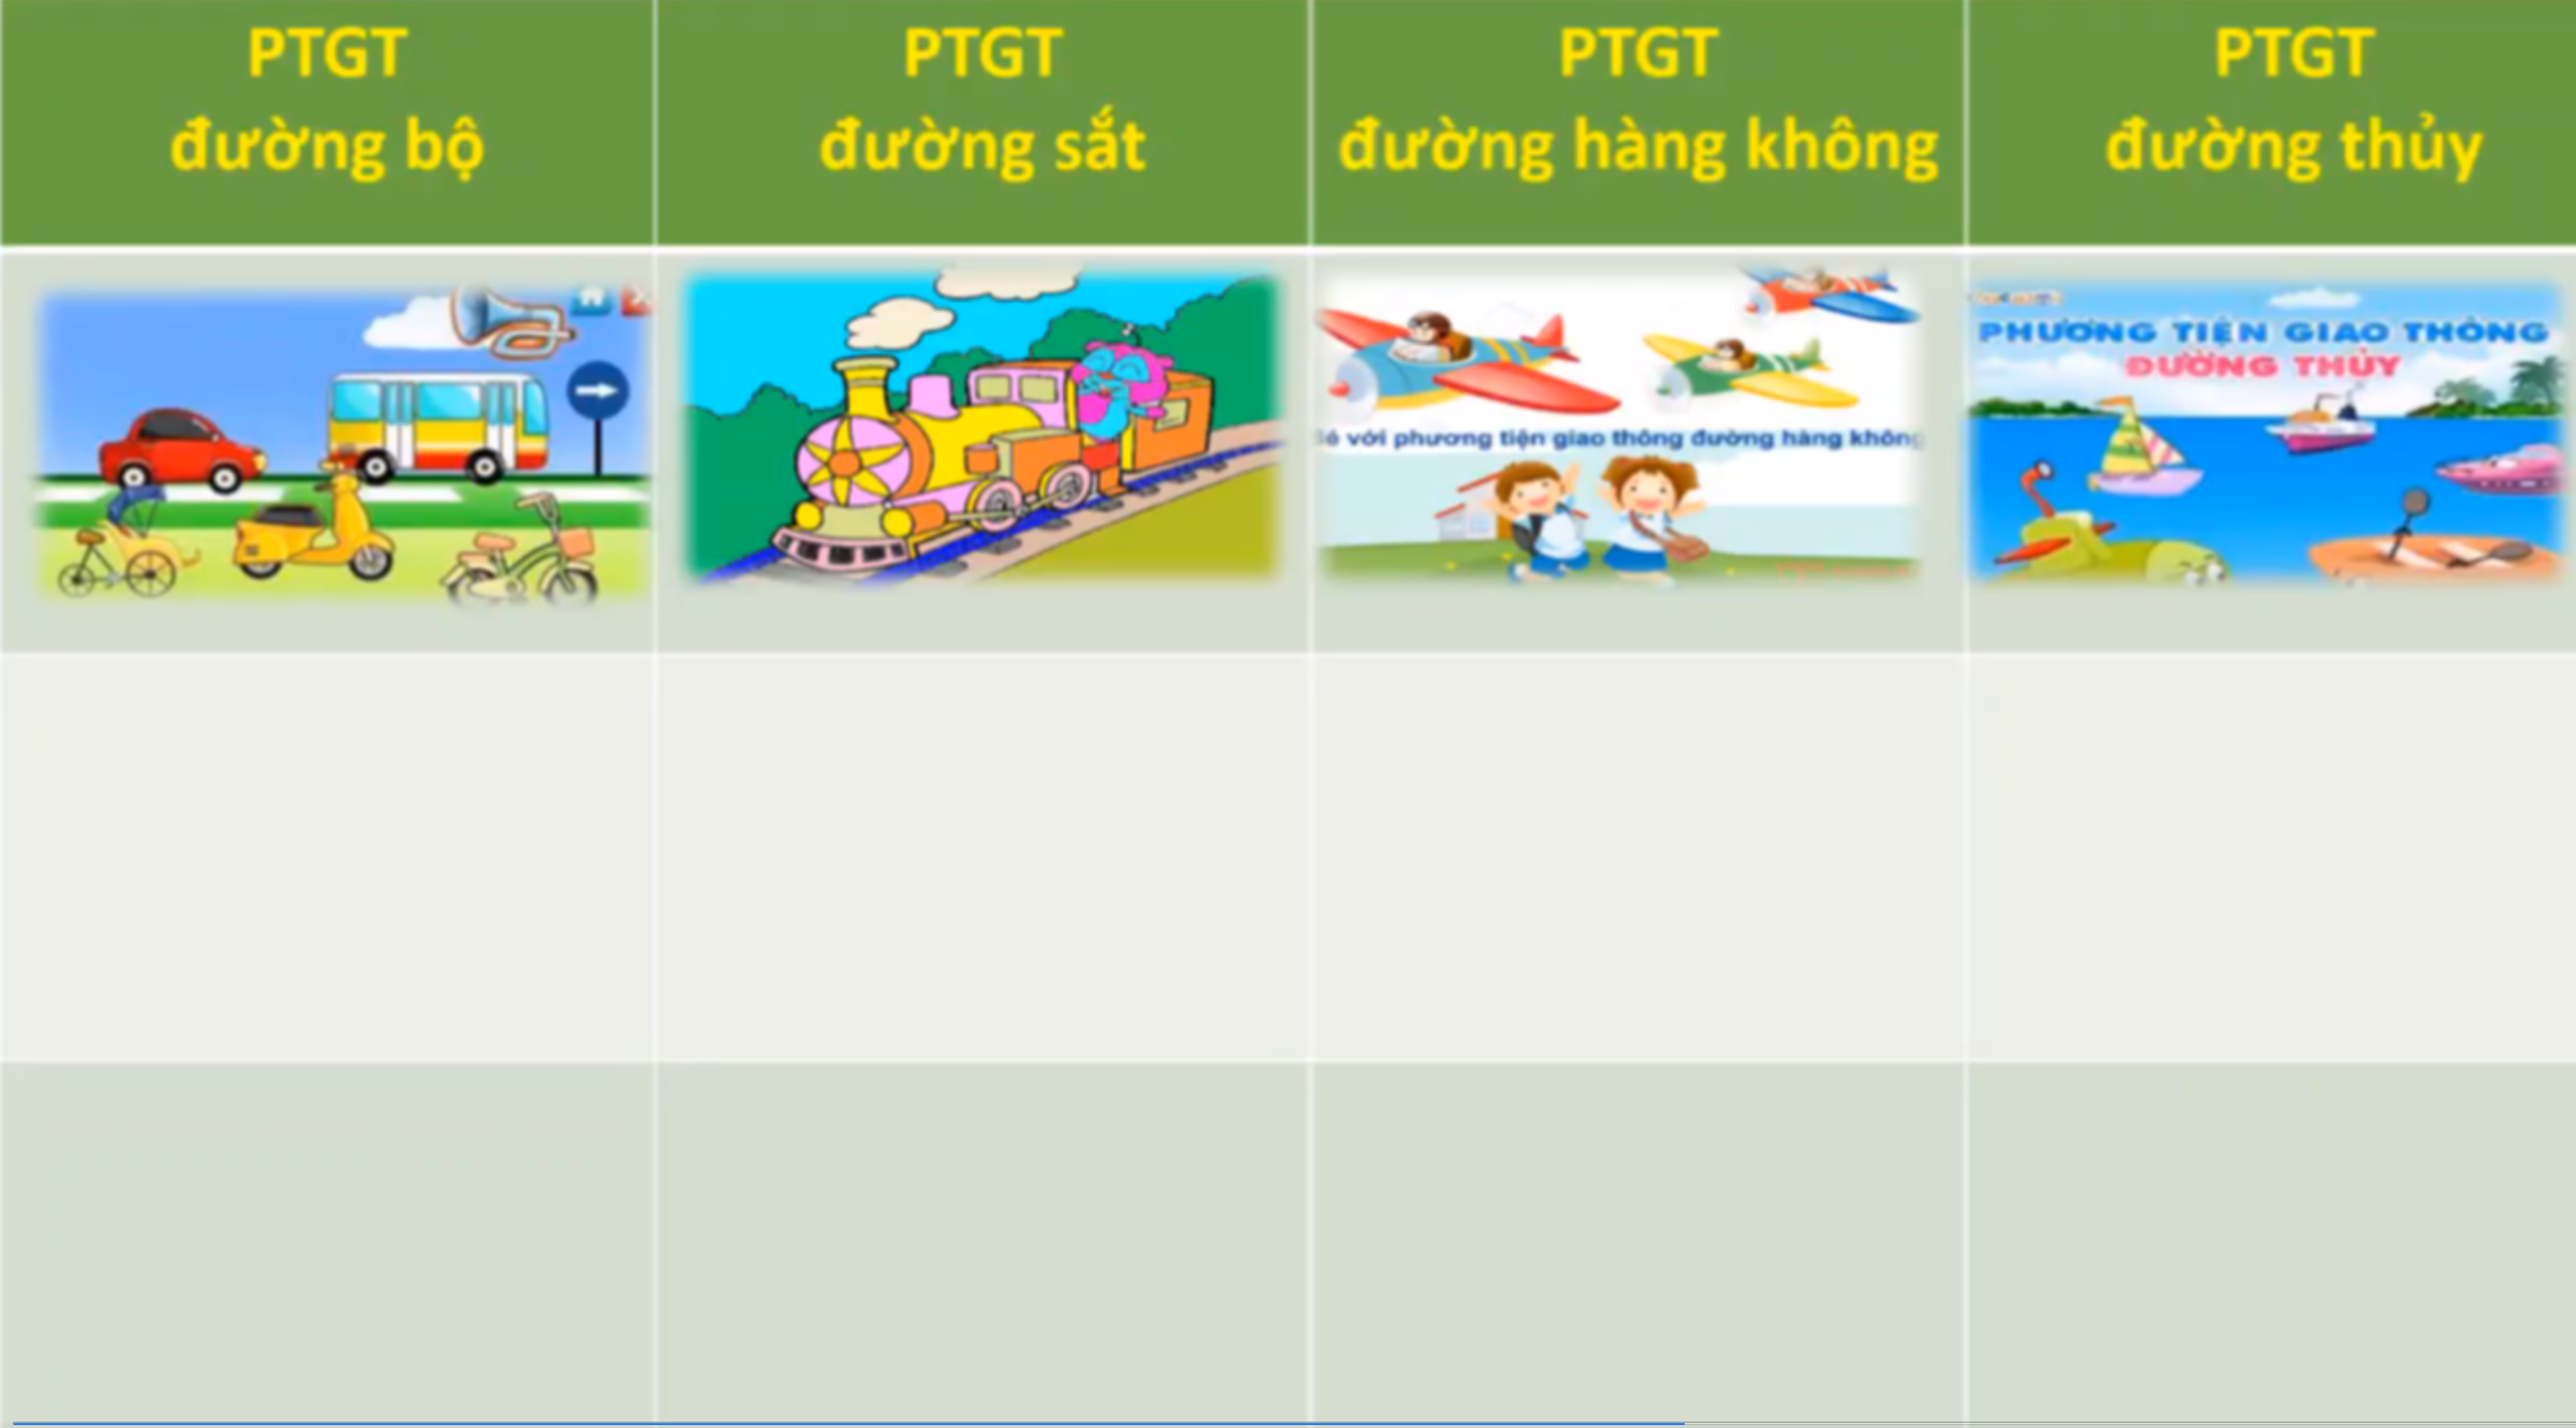 PTGT
đường bộ
PTGT
đường sắt
PTGT
đường hàng không
PTGT
đường thủy
với phương tiện giao thông đường hàng không
PHƯƠNG TIỆN GIAO THÔNG
ĐƯỜNG THỦY